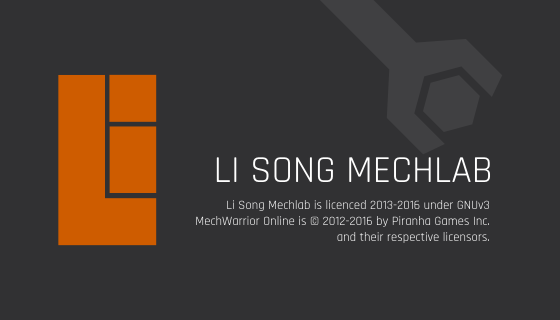 LI SONG MECHLAB
Li Song Mechlab is licenced 2013-2016 under GNUv3
MechWarrior Online is © 2012-2016 by Piranha Games Inc.
and their respective licensors.